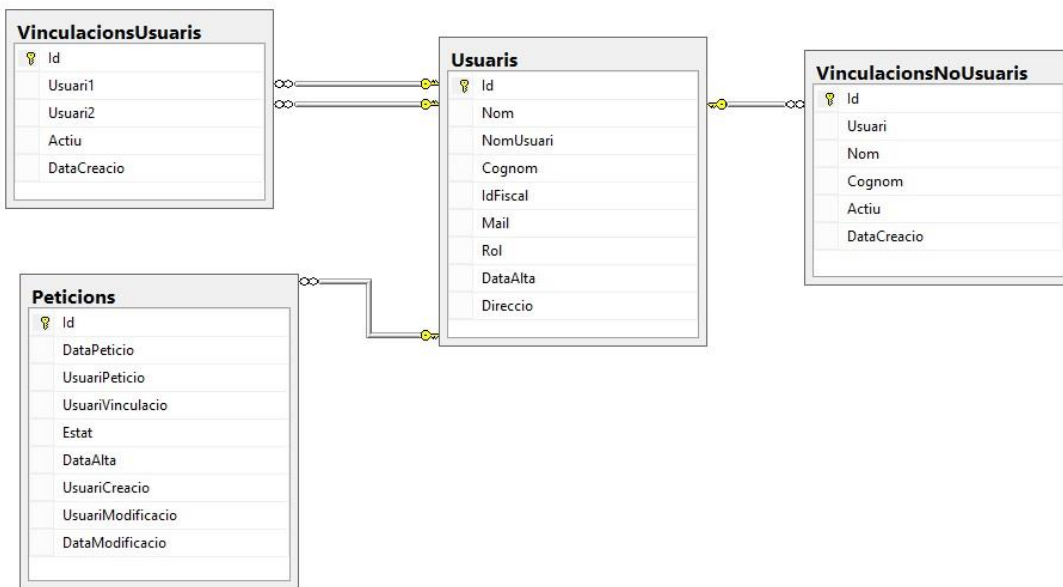 VinculacionsUsuaris
Id
Usuari1
Usuari2
Actiu
DataCreacio
Usuaris
Id
Nom
NomUsuari
Cognom
IdFiscal
Mail
Rol
DataAlta
Direccio
VinculacionsNoUsuaris
Id
Usuari
Nom
Cognom
Actiu
DataCreacio
Peticions
Id
DataPeticio
UsuariPeticio
UsuariVinculacio
Estat
DataAlta
UsuariCreacio
UsuariModificacio
DataModificacio